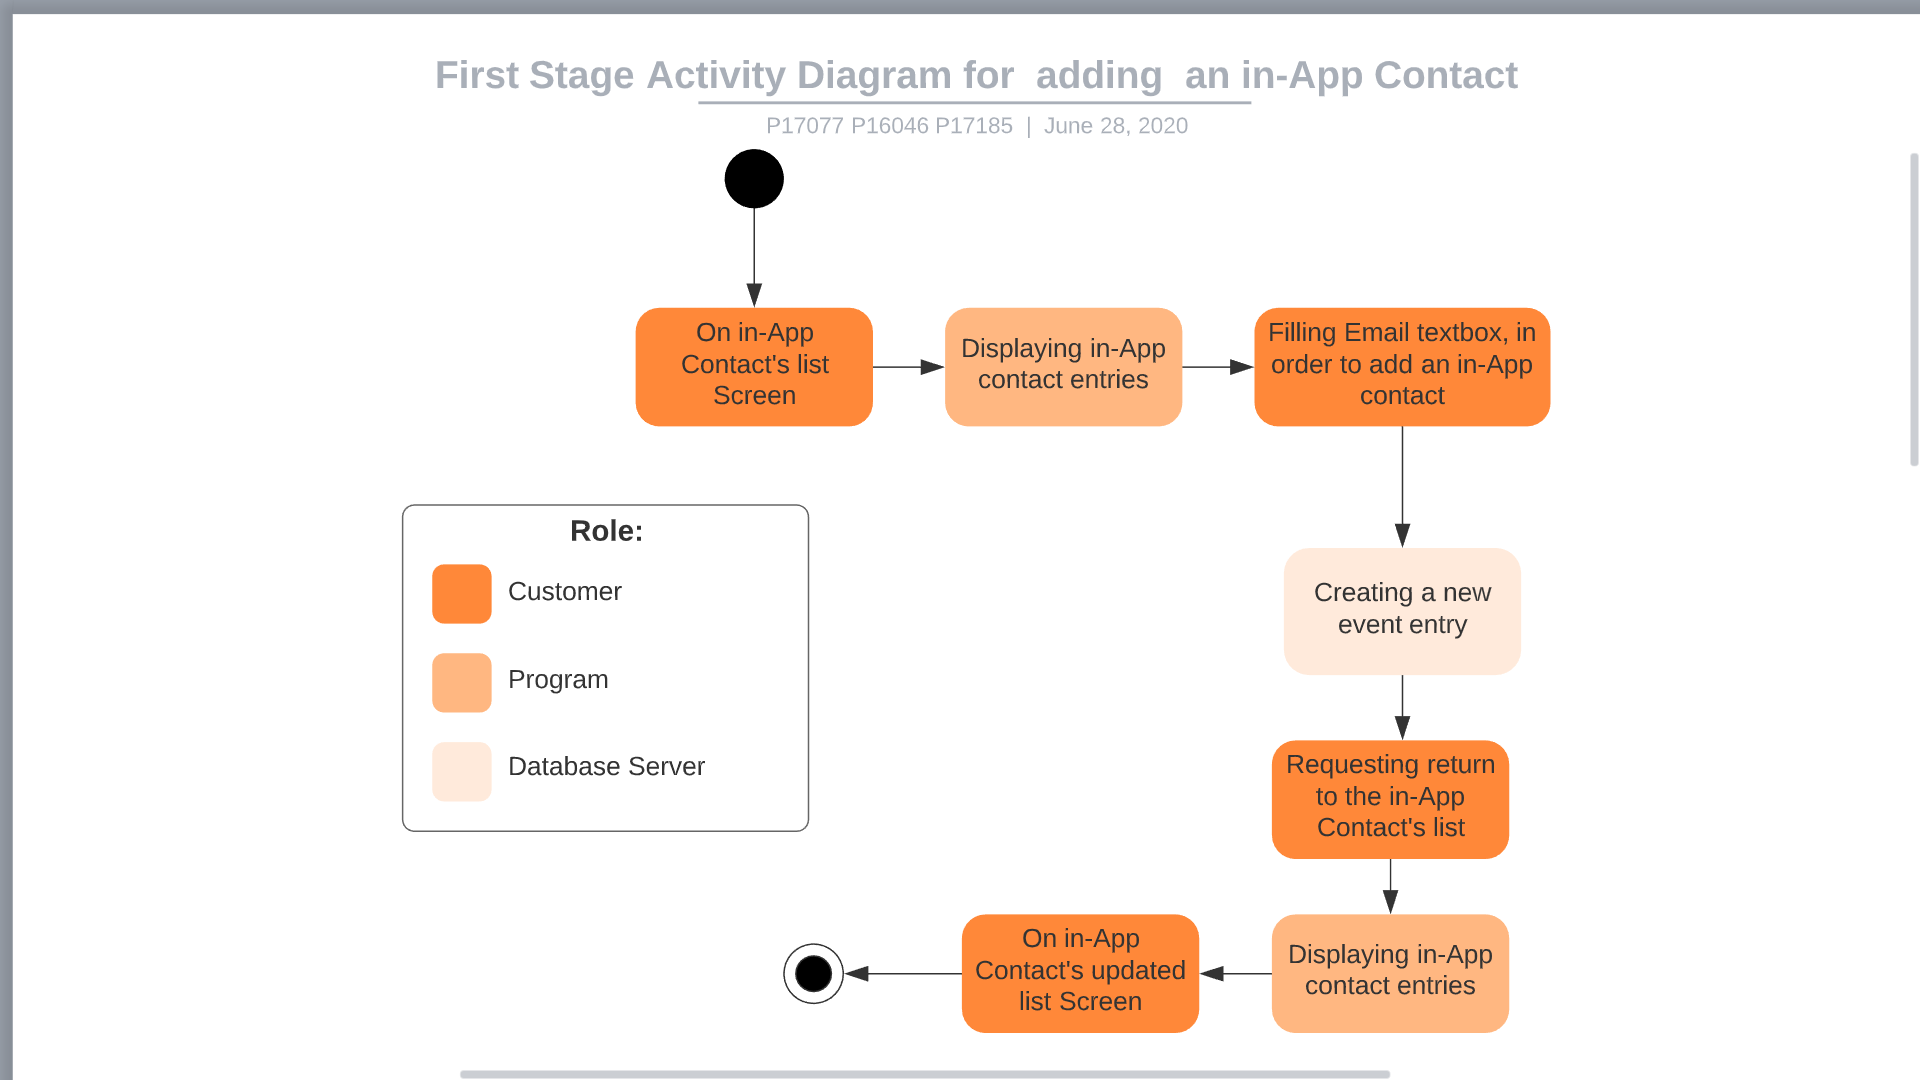 First Stage Activity Diagram for  adding  an in-App Contact
P17077 P16046 P17185  |  June 28, 2020
On in-App
Contact's list
Screen
Displaying in-App
contact entries
Filling Email textbox, in
order to add an in-App
contact
Role:
Customer
Program
Database Server
Creating a new
event entry
Requesting return
to the in-App
Contact's list
Displaying in-App
contact entries
On in-App
Contact's updated
list Screen